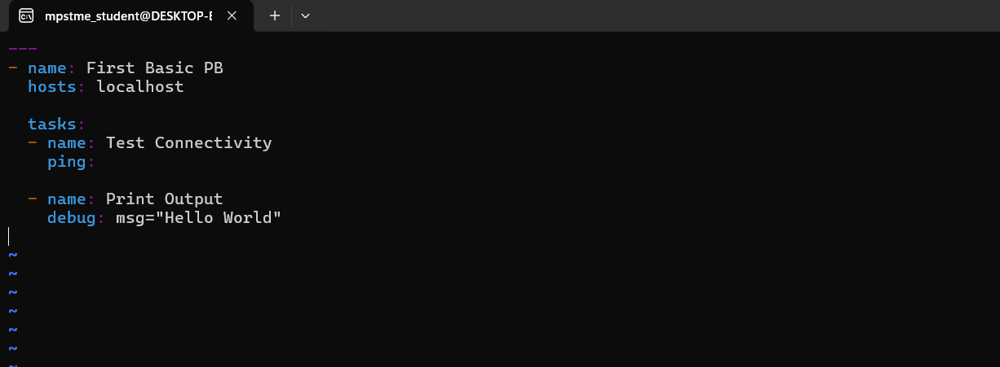 mpstme_student@DESKTOP-E
---
- name: First Basic PB
  hosts: localhost

  tasks:
  - name: Test Connectivity
    ping:

  - name: Print Output
    debug: msg="Hello World"

~
~
~
~
~
~
~